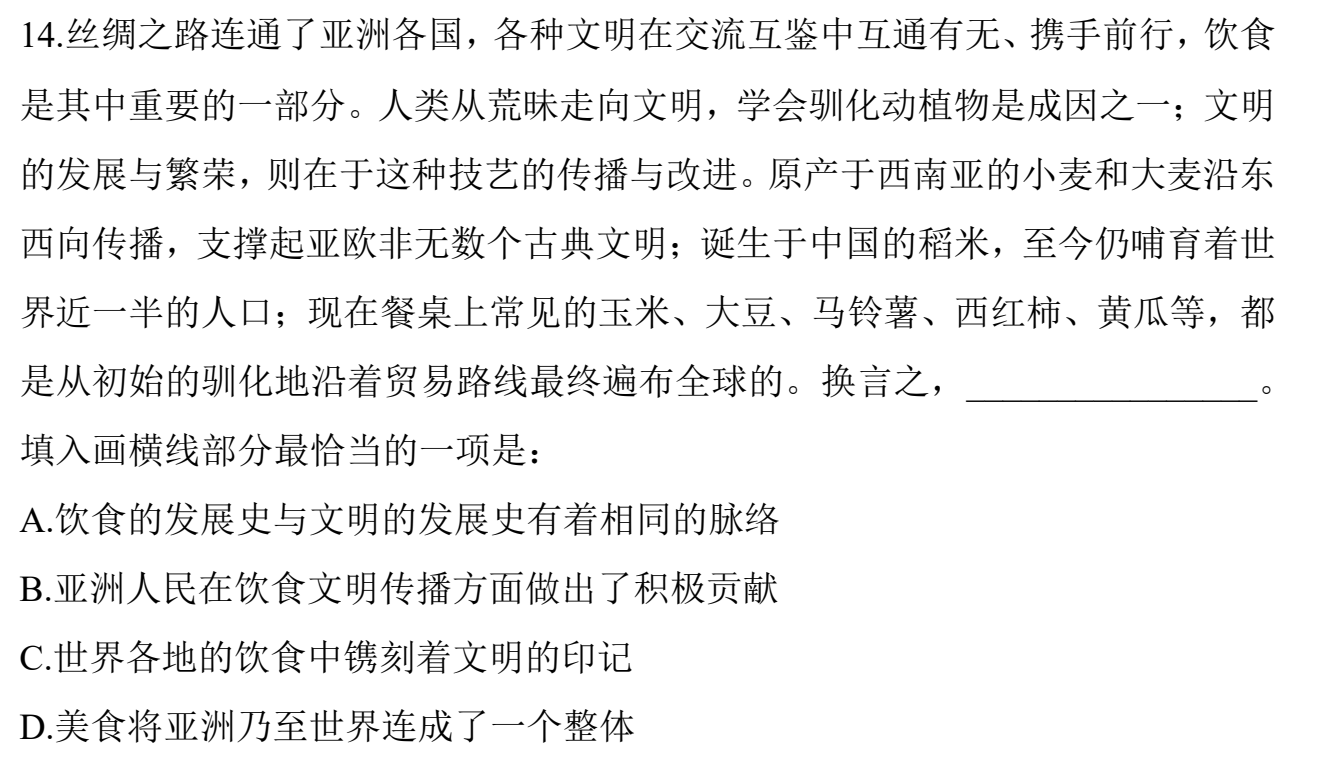 14.丝绸之路连通了亚洲各国，各种文明在交流互鉴中互通有无、携手前行，饮食
是其中重要的一部分。人类从荒昧走向文明，学会驯化动植物是成因之一；文明
的发展与繁荣，则在于这种技艺的传播与改进。原产于西南亚的小麦和大麦沿东
西向传播，支撑起亚欧非无数个古典文明；诞生于中国的稻米，至今仍哺育着世
界近一半的人口；现在餐桌上常见的玉米、大豆、马铃薯、西红柿、黄瓜等，都
是从初始的驯化地沿着贸易路线最终遍布全球的。换言之，________________。
填入画横线部分最恰当的一项是：
A.饮食的发展史与文明的发展史有着相同的脉络
B.亚洲人民在饮食文明传播方面做出了积极贡献
C.世界各地的饮食中镌刻着文明的印记
D.美食将亚洲乃至世界连成了一个整体